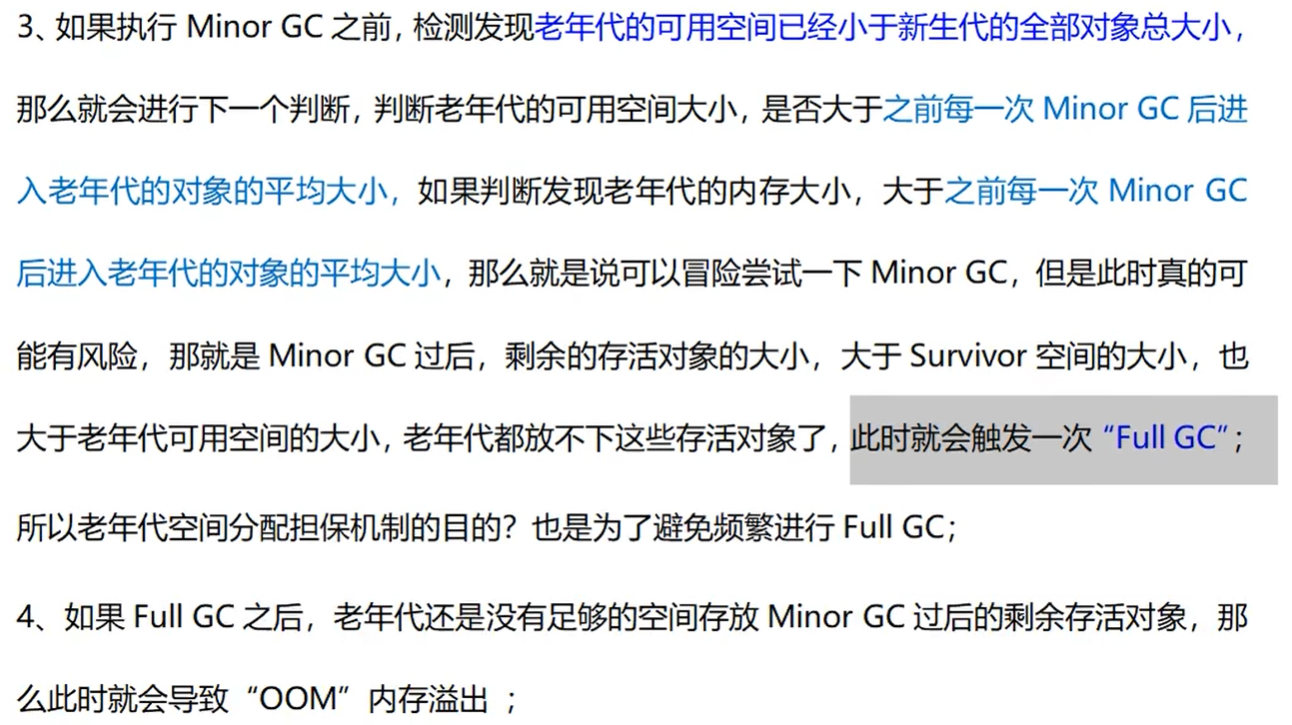 3、如果执行 Minor GC 之前，检测发现老年代的可用空间已经小于新生代的全部对象总大小，
那么就会进行下一个判断，判断老年代的可用空间大小，是否大于之前每一次 Minor GC 后进
入老年代的对象的平均大小，如果判断发现老年代的内存大小，大于之前每一次 Minor GC
后进入老年代的对象的平均大小，那么就是说可以冒险尝试一下 Minor GC，但是此时真的可
能有风险，那就是 Minor GC 过后，剩余的存活对象的大小，大于 Survivor 空间的大小，也
大于老年代可用空间的大小，老年代都放不下这些存活对象了，此时就会触发一次 “Full GC”；
所以老年代空间分配担保机制的目的？也是为了避免频繁进行 Full GC；
4、如果 Full GC 之后，老年代还是没有足够的空间存放 Minor GC 过后的剩余存活对象，那
么此时就会导致 “OOM” 内存溢出 ；